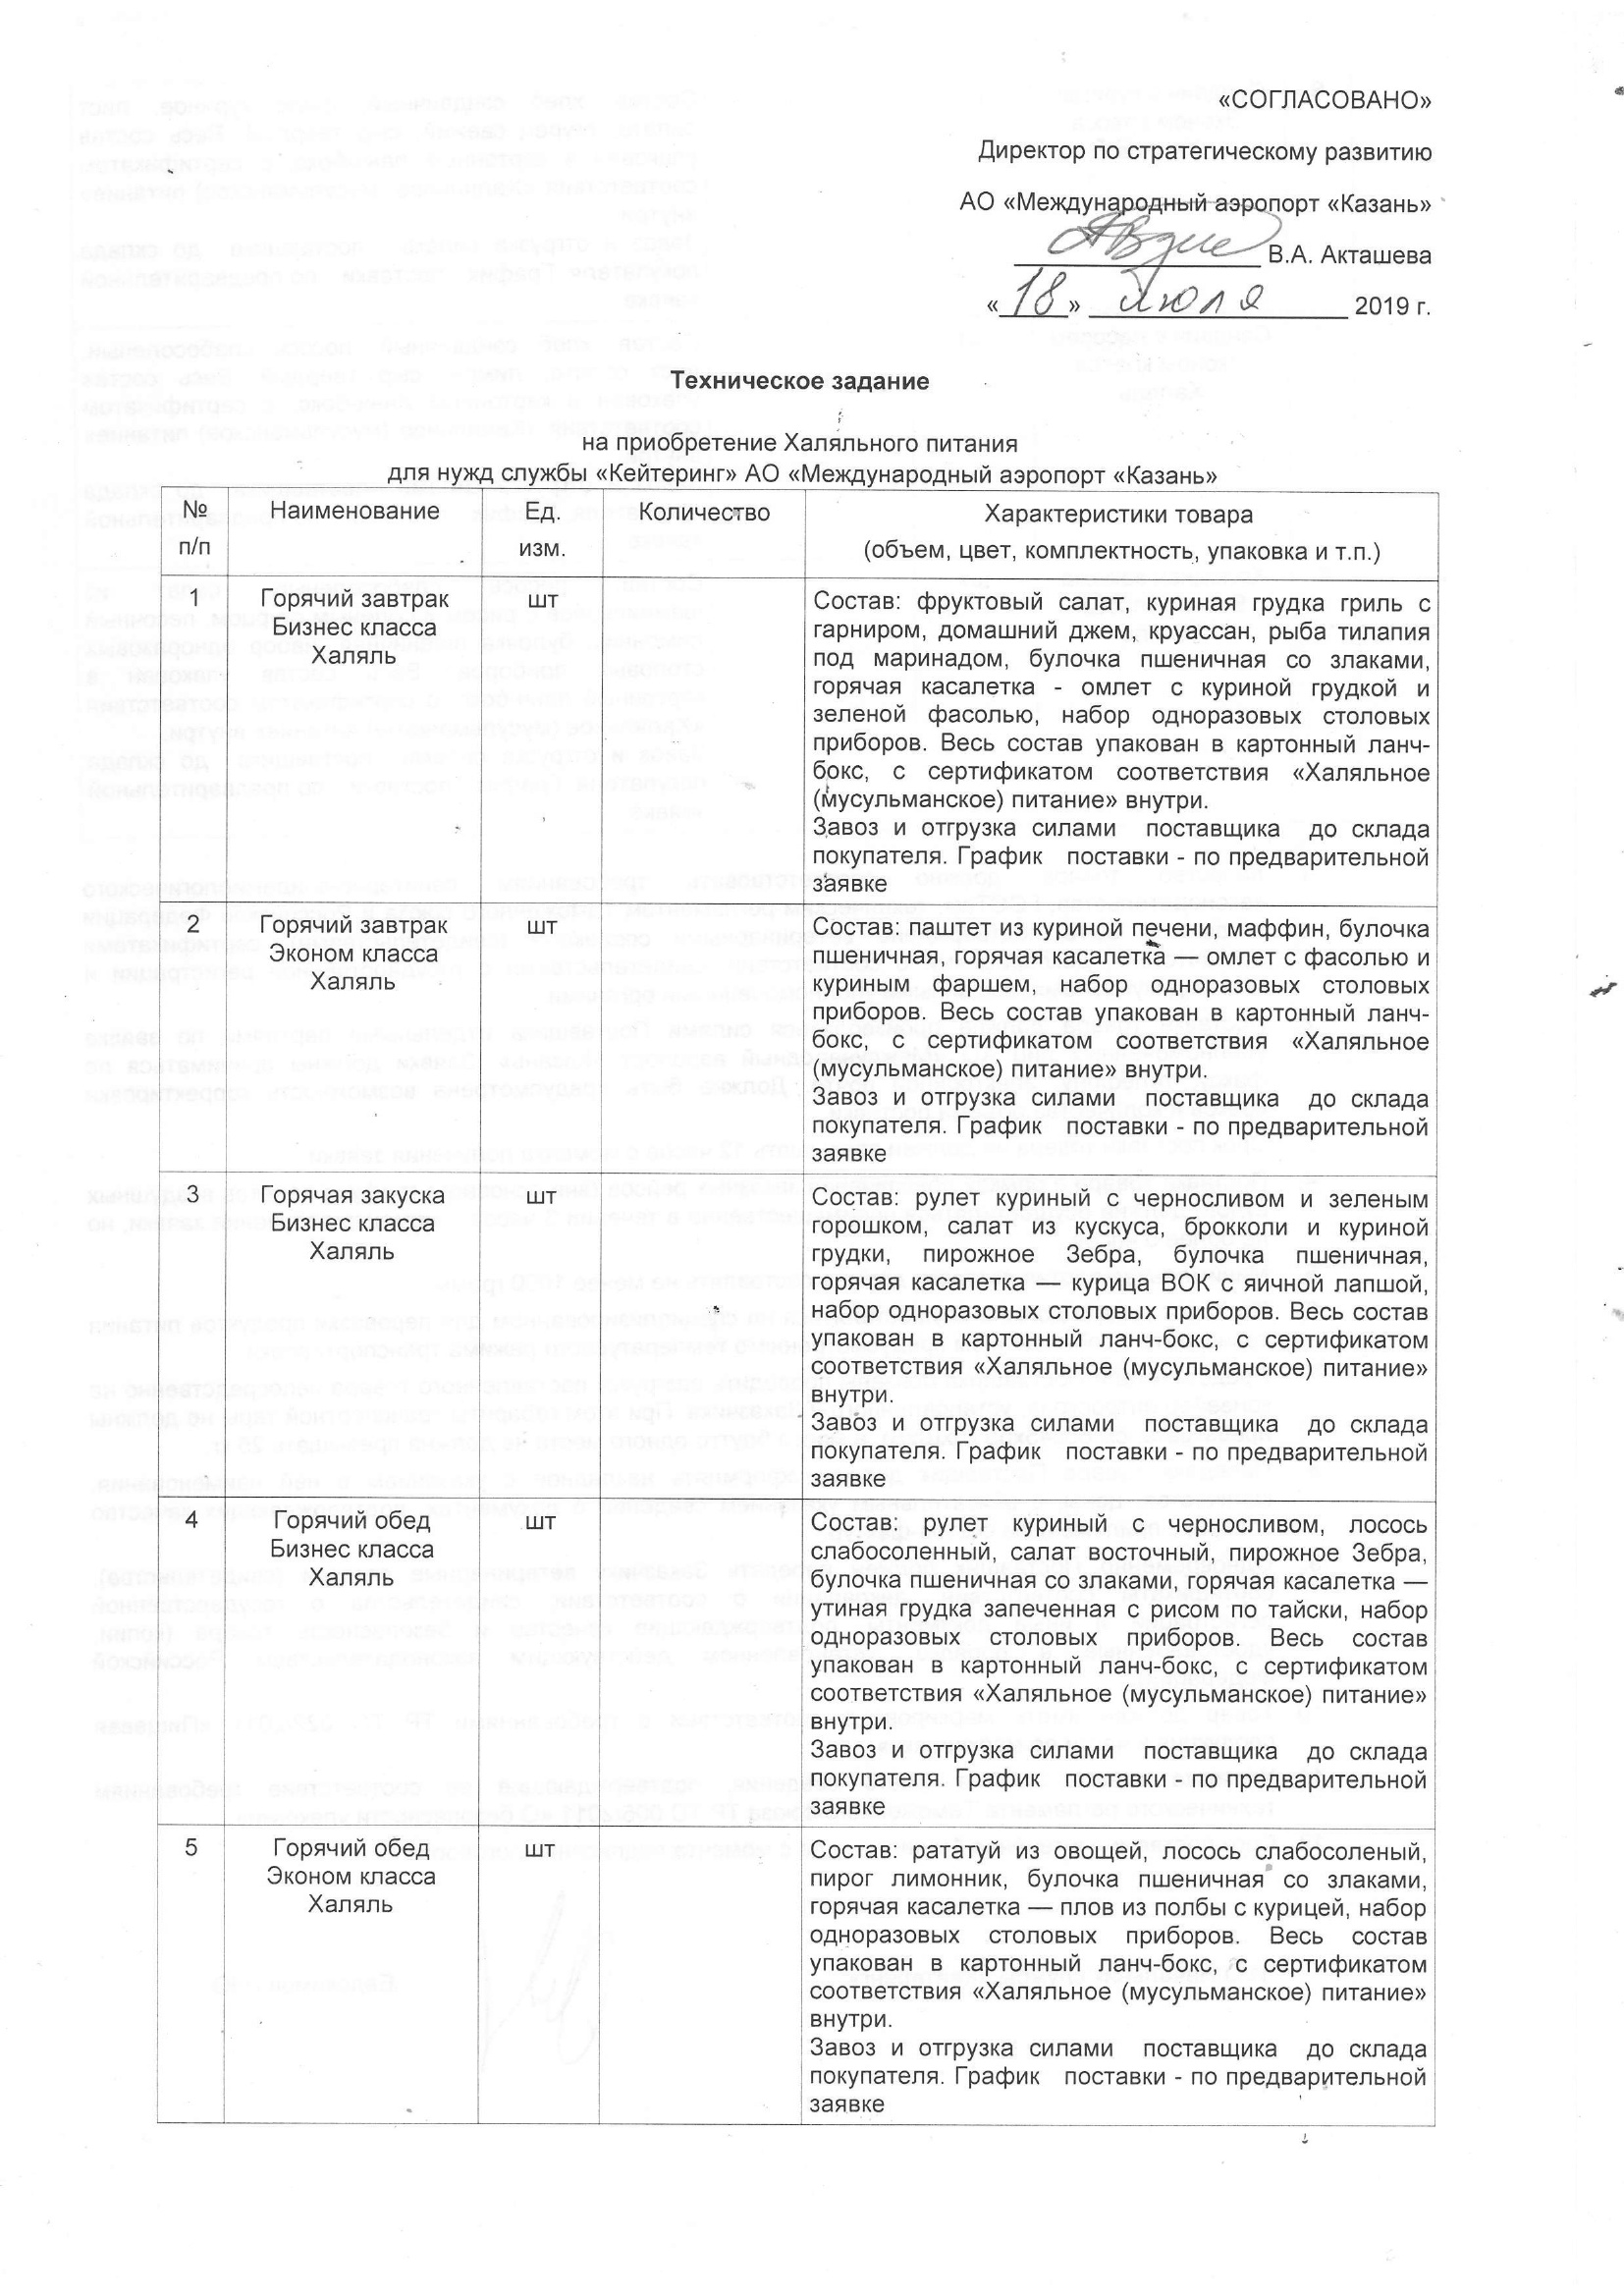 «СОГЛАСОВАНО»
Директор по стратегическому развитию
АО «Международный аэропорт «Казань»
В.А. Акташева
«18» июля 2019 г.
Техническое задание
на приобретение Халяльного питания
для нужд службы «Кейтеринг» АО «Международный аэропорт «Казань»
№ п/п Наименование Ед. изм. Количество Характеристики товара
(объем, цвет, комплектность, упаковка и т.п.)
1 Горячий завтрак шт
Бизнес класса
Халяль
Состав: фруктовый салат, куриная грудка гриль с
гарниром, домашний джем, круассан, рыба тилапия
под маринадом, булочка пшеничная со злаками,
горячая касалетка - омлет с куриной грудкой и
зеленой фасолью, набор одноразовых столовых
приборов. Весь состав упакован в картонный ланч-
бокс, с сертификатом соответствия «Халяльное
(мусульманское) питание» внутри.
Завоз и отгрузка силами поставщика до склада
покупателя. График поставки - по предварительной
заявке
2 Горячий завтрак шт
Эконом класса
Халяль
Состав: паштет из куриной печени, маффин, булочка
пшеничная, горячая касалетка — омлет с фасолью и
куриным фаршем, набор одноразовых столовых
приборов. Весь состав упакован в картонный ланч-
бокс, с сертификатом соответствия «Халяльное
(мусульманское) питание» внутри.
Завоз и отгрузка силами поставщика до склада
покупателя. График поставки - по предварительной
заявке
3 Горячая закуска шт
Бизнес класса
Халяль
Состав: рулет куриный с черносливом и зеленым
горошком, салат из кускуса, брокколи и куриной
грудки, пирожное Зебра, булочка пшеничная,
горячая касалетка — курица ВОК с яичной лапшой,
набор одноразовых столовых приборов. Весь состав
упакован в картонный ланч-бокс, с сертификатом
соответствия «Халяльное (мусульманское) питание»
внутри.
Завоз и отгрузка силами поставщика до склада
покупателя. График поставки - по предварительной
заявке
4 Горячий обед шт
Бизнес класса
Халяль
Состав: рулет куриный с черносливом, лосось
слабосоленный, салат восточный, пирожное Зебра,
булочка пшеничная со злаками, горячая касалетка —
утиная грудка запеченная с рисом по тайски, набор
одноразовых столовых приборов. Весь состав
упакован в картонный ланч-бокс, с сертификатом
соответствия «Халяльное (мусульманское) питание»
внутри.
Завоз и отгрузка силами поставщика до склада
покупателя. График поставки - по предварительной
заявке
5 Горячий обед шт
Эконом класса
Халяль
Состав: рататуй из овощей, лосось слабосоленый,
пирог лимонник, булочка пшеничная со злаками,
горячая касалетка — плов из полбы с курицей, набор
одноразовых столовых приборов. Весь состав
упакован в картонный ланч-бокс, с сертификатом
соответствия «Халяльное (мусульманское) питание»
внутри.
Завоз и отгрузка силами поставщика до склада
покупателя. График поставки - по предварительной
заявке